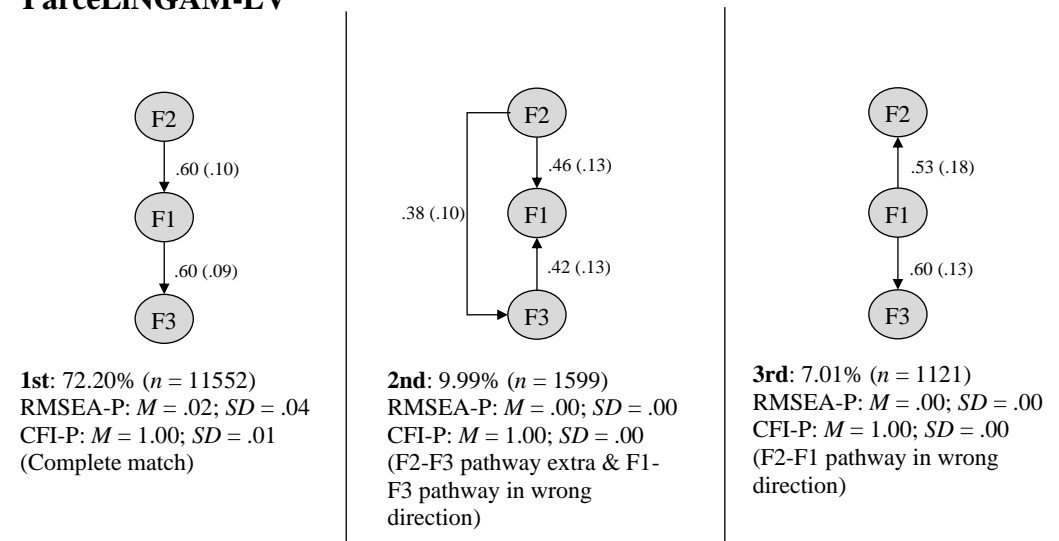 ParceLiNGAM-LV
F2
.60 (.10)
F1
.60 (.09)
F3
1st: 72.20% (n = 11552)
RMSEA-P: M = .02; SD = .04
CFI-P: M = 1.00; SD = .01
(Complete match)
F2
.46 (.13)
.38 (.10)
F1
.42 (.13)
F3
2nd: 9.99% (n = 1599)
RMSEA-P: M = .00; SD = .00
CFI-P: M = 1.00; SD = .00
(F2-F3 pathway extra & F1-
F3 pathway in wrong
direction)
F2
.53 (.18)
F1
.60 (.13)
F3
3rd: 7.01% (n = 1121)
RMSEA-P: M = .00; SD = .00
CFI-P: M = 1.00; SD = .00
(F2-F1 pathway in wrong
direction)